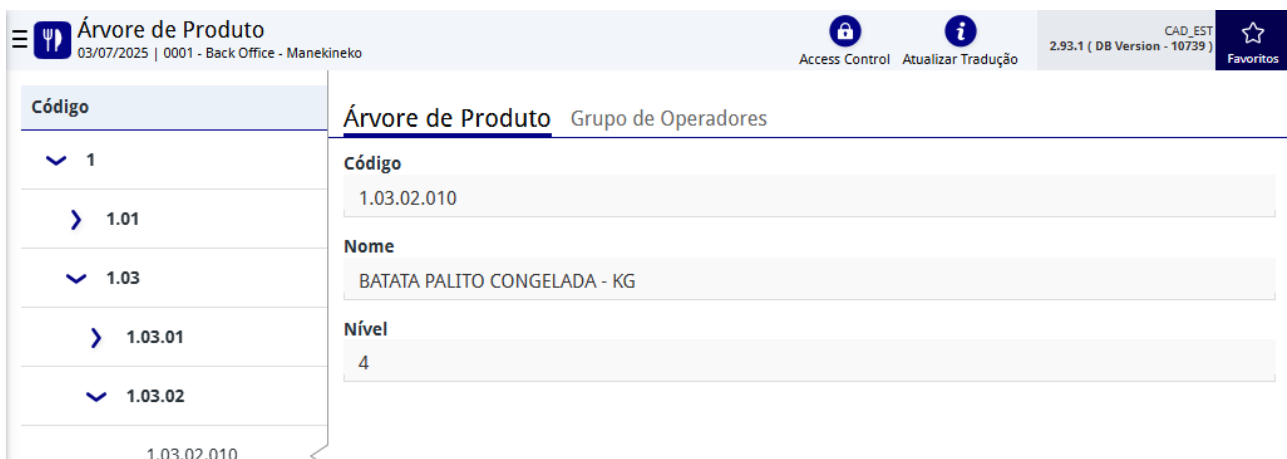 Árvore de Produto
03/07/2025 | 0001 - Back Office - Manekineko
Access Control
Atualizar Tradução
CAD_EST
2.93.1 ( DB Version - 10739 )
Favoritos
Código
1
1.01
1.03
1.03.01
1.03.02
1.03.02.010
Árvore de Produto
Grupo de Operadores
Código
1.03.02.010
Nome
BATATA PALITO CONGELADA - KG
Nível
4